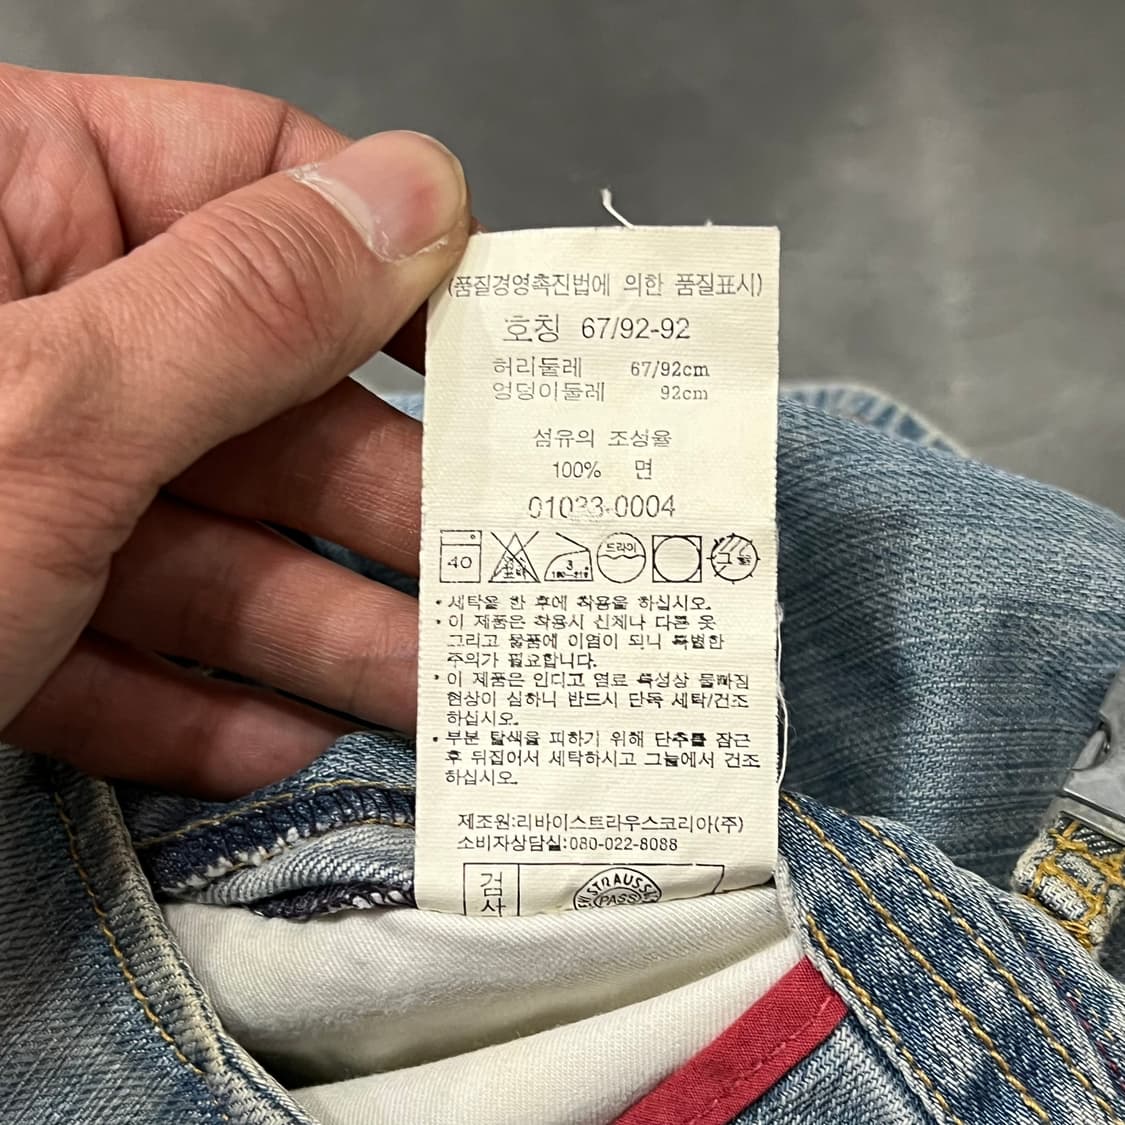 (품질경영촉진법에 의한 품질표시)
호칭 67/92-92
허리둘레 67/92cm
엉덩이둘레 92cm
섬유의 조성율
100% 면
-0004
40
3
드라이
• 세탁을 한 후에 착용을 하십시오.
• 이 제품은 착용시 신체나 다른 옷
그리고 물품에 이염이 되니 특별한
주의가 필요합니다.
• 이 제품은 인디고 염료 특성상 물빠짐
현상이 심하니 반드시 단독 세탁/건조
하십시오.
• 부분 탈색을 피하기 위해 단추를 잠근
후 뒤집어서 세탁하시고 그늘에서 건조
하십시오.
제조원:리바이스트라우스코리아(주)
소비자상담실:080-022-8088
검사
STRAUSS
PASS